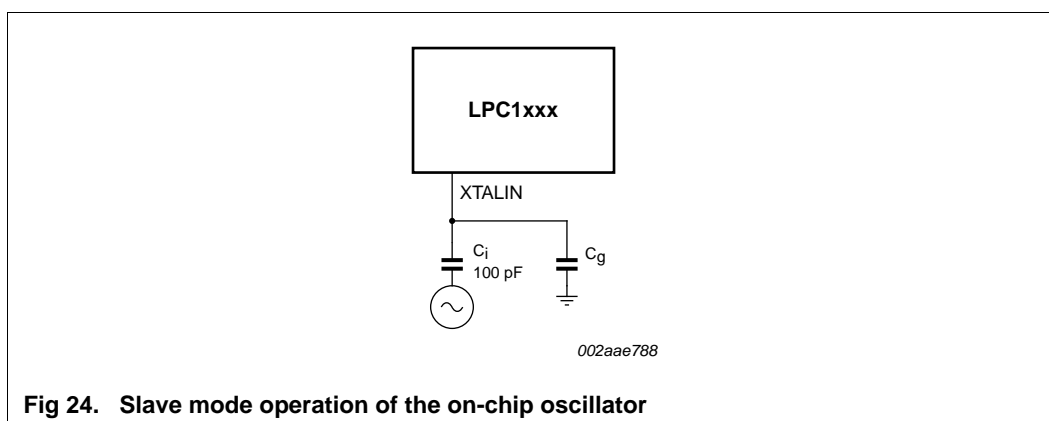 LPC1xxx
XTALIN
Ci
100 pF
Cg
002aae788
Fig 24. Slave mode operation of the on-chip oscillator